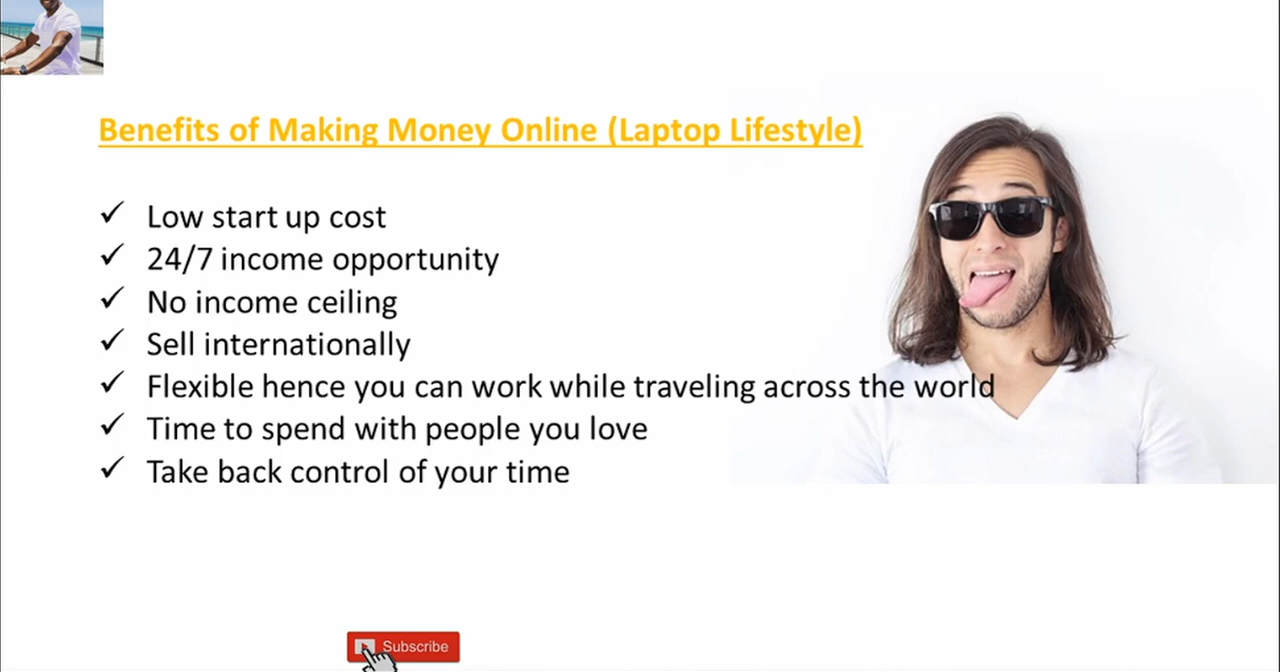 Benefits of Making Money Online (Laptop Lifestyle)
✓ Low start up cost
✓ 24/7 income opportunity
✓ No income ceiling
✓ Sell internationally
✓ Flexible hence you can work while traveling across the world
✓ Time to spend with people you love
✓ Take back control of your time
Subscribe